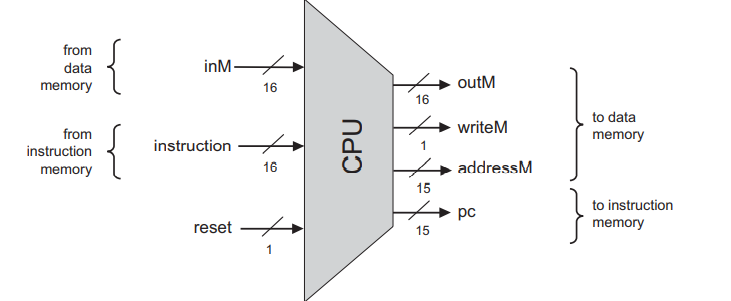 from
data
memory
inM
16
from
instruction
memory
instruction
16
reset
1
CPU
outM
16
writeM
1
addressM
15
pc
15
to data
memory
to instruction
memory